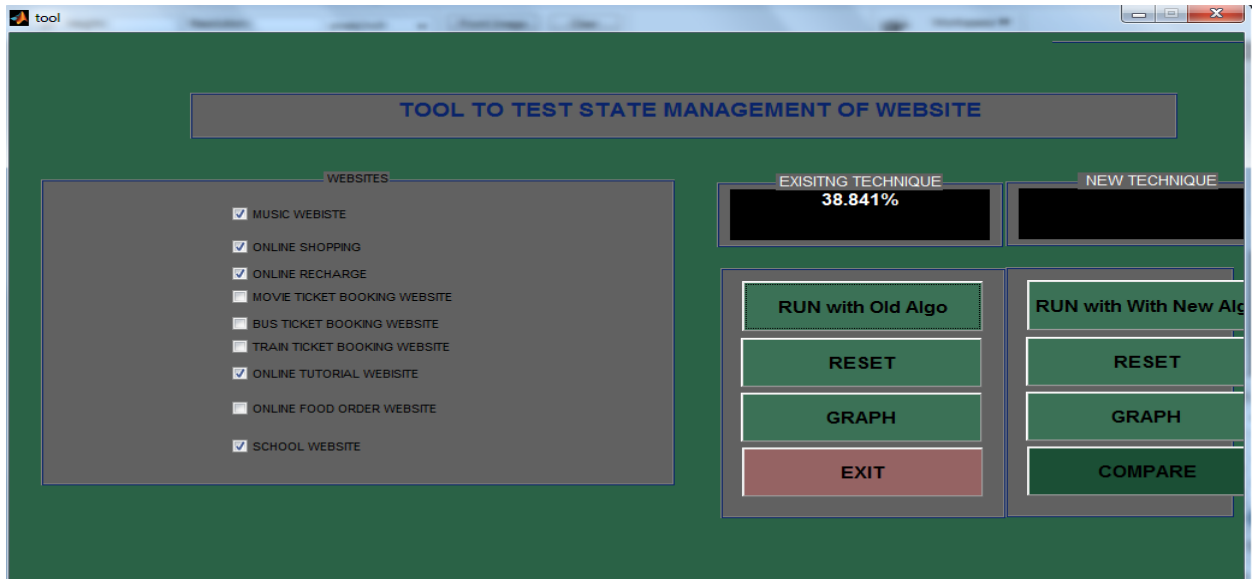 tool
TOOL TO TEST STATE MANAGEMENT OF WEBSITE
WEBSITES
MUSIC WEBISTE
ONLINE SHOPPING
ONLINE RECHARGE
MOVIE TICKET BOOKING WEBSITE
BUS TICKET BOOKING WEBSITE
TRAIN TICKET BOOKING WEBSITE
ONLINE TUTORIAL WEBISITE
ONLINE FOOD ORDER WEBSITE
SCHOOL WEBSITE
EXISITNG TECHNIQUE
38.841%
RUN with Old Algo
RESET
GRAPH
EXIT
NEW TECHNIQUE
RUN with With New Alg
RESET
GRAPH
COMPARE